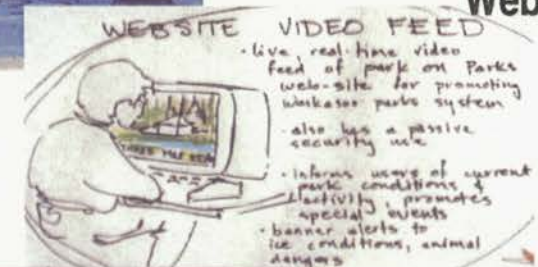 Web
WEBSITE VIDEO FEED
• live, real-time video
feed of park on Parks
web-site for promoting
Waskasoo parks system
• also has a passive
security use
• informs users of current
park conditions &
activity, promotes
special events
• banner alerts to
ice conditions, animal
dangers